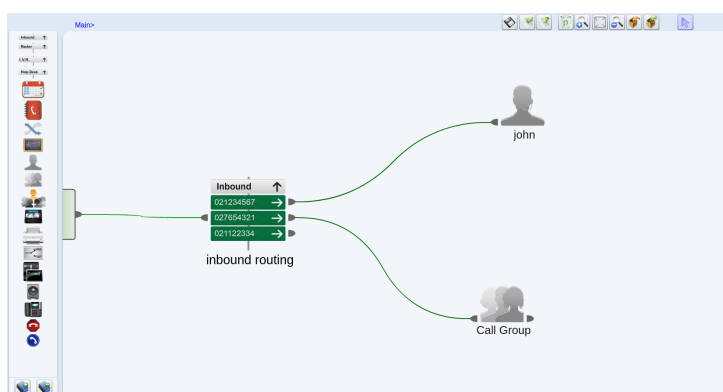 Main>
Inbound
Router
I.V.R.
Help Desk
john
Inbound
021234567
027654321
021122334
inbound routing
Call Group